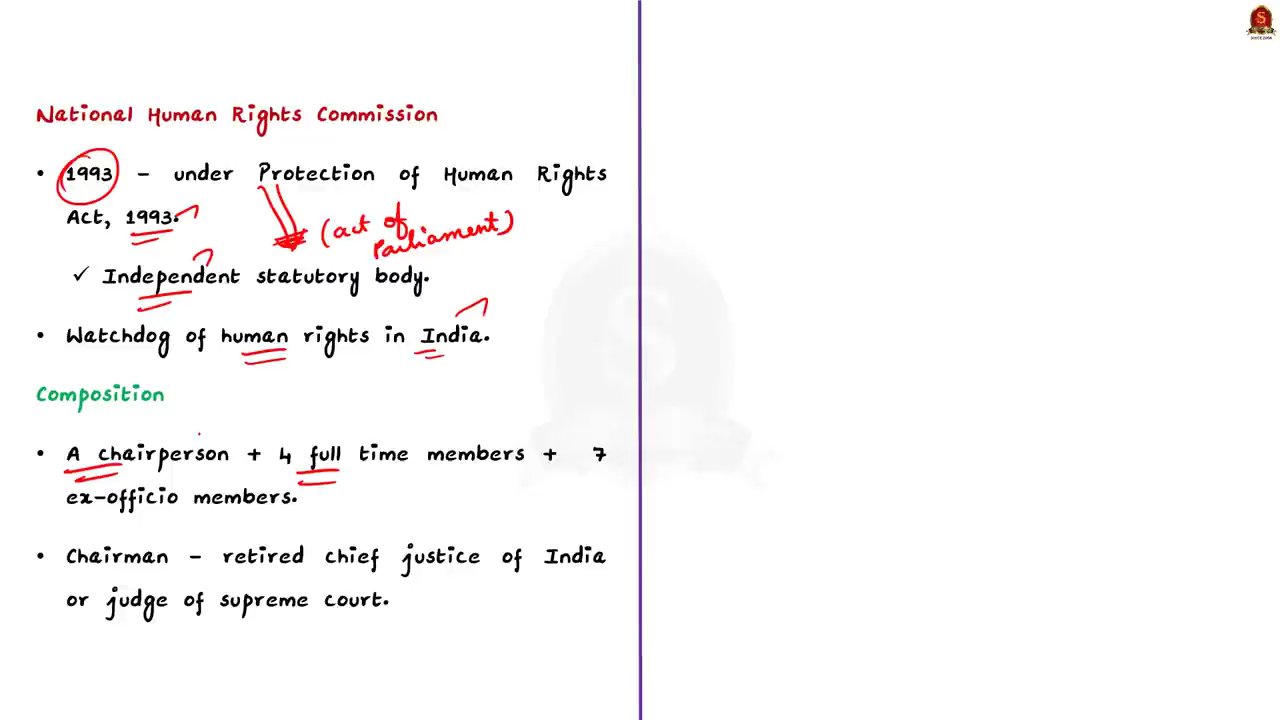 National Human Rights Commission
• 1993 – under Protection of Human Rights
Act, 1993.
(act of
Parliament)
✓ Independent statutory body.
• Watchdog of human rights in India.
Composition
• A chairperson + 4 full time members + 7
ex-officio members.
• Chairman – retired chief justice of India
or judge of supreme court.